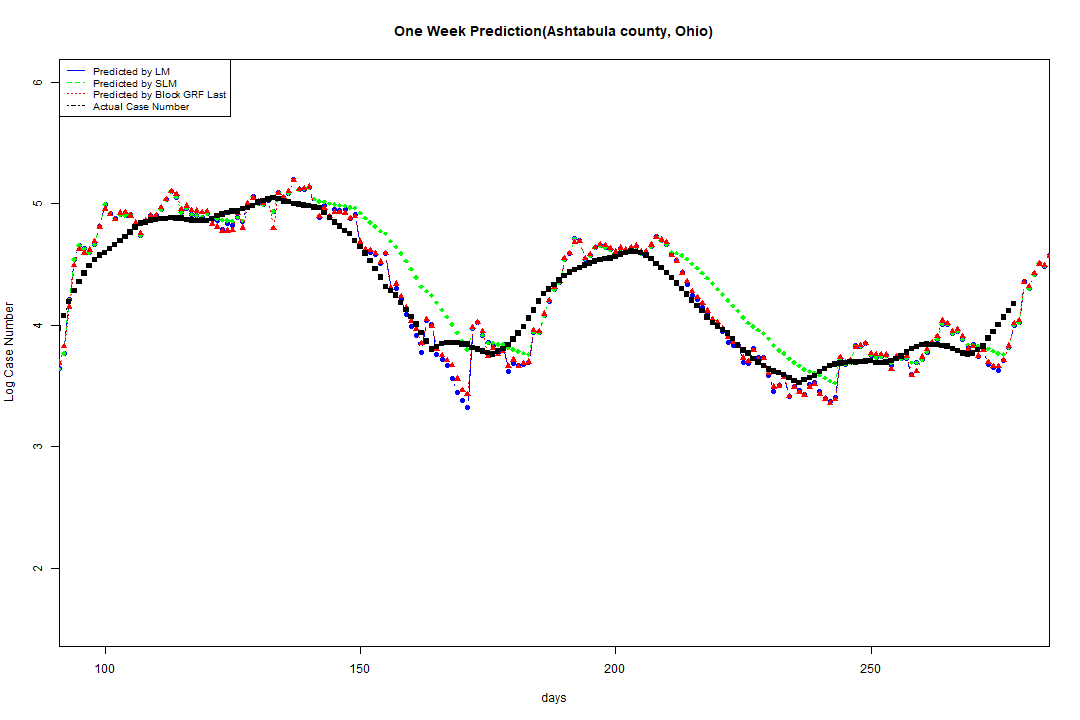 One Week Prediction(Ashtabula county, Ohio)
Predicted by LM
Predicted by SLM
Predicted by Block GRF Last
Actual Case Number
6
5
4
3
2
Log Case Number
100 150 200 250
days